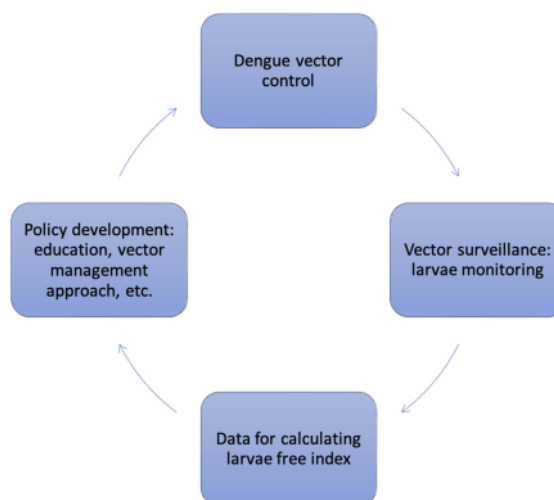 Dengue vector
control
Policy development:
education, vector
management
approach, etc.
Vector surveillance:
larvae monitoring
Data for calculating
larvae free index